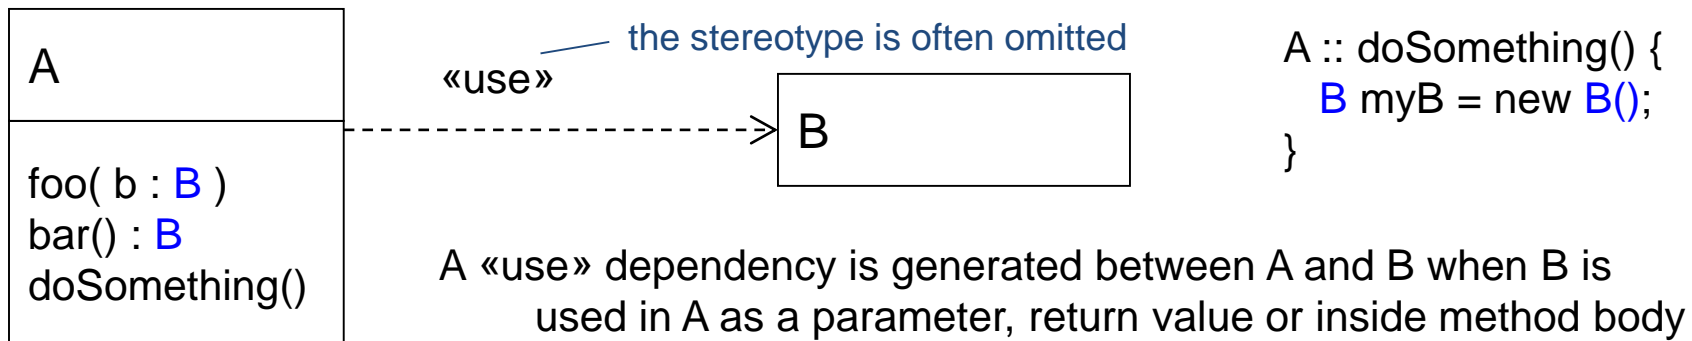 the stereotype is often omitted
A
«use»
B
foo( b : B )
bar() : B
doSomething()
A :: doSomething() {
B myB = new B();
}
A «use» dependency is generated between A and B when B is
used in A as a parameter, return value or inside method body